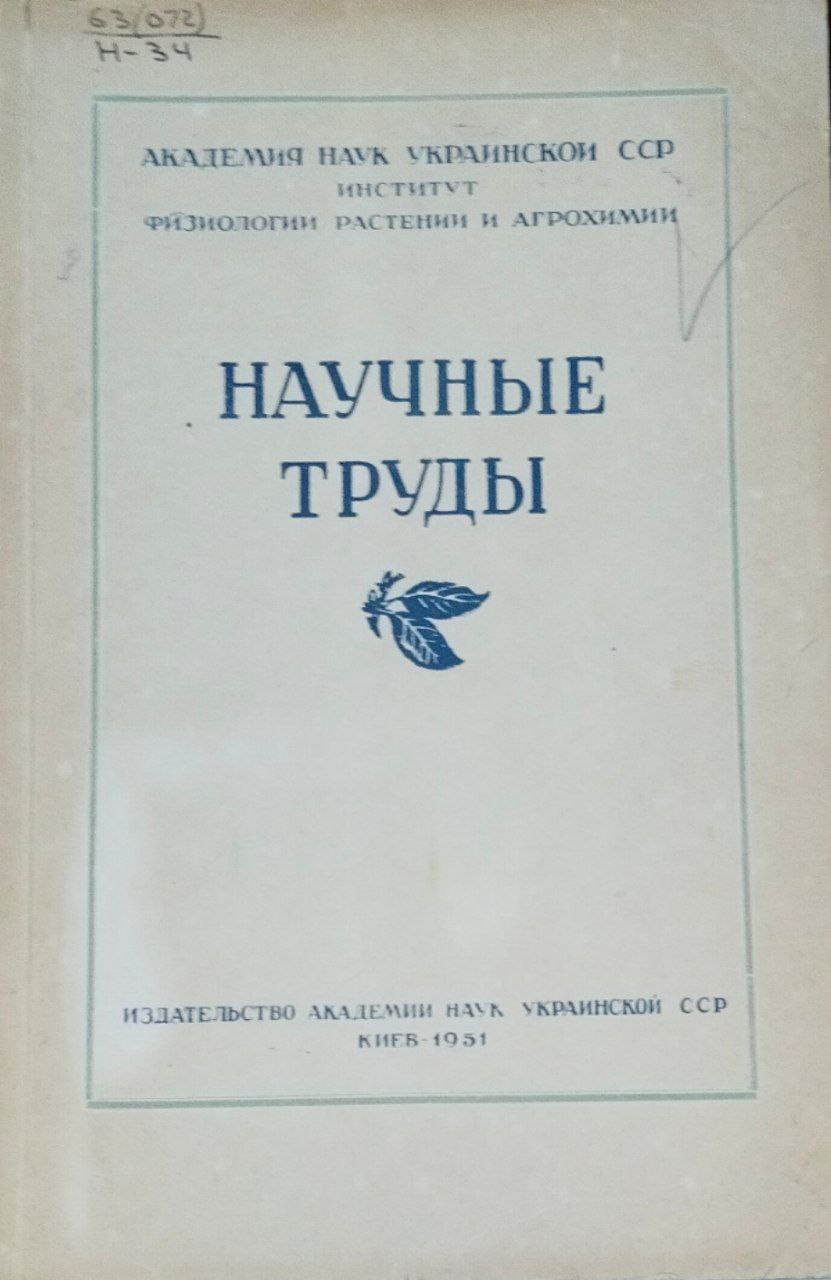 63(072)
Н-34
АКАДЕМИЯ НАУК УКРАИНСКОЙ ССР
ИНСТИТУТ
ФИЗИОЛОГИИ РАСТЕНИЙ И АГРОХИМИИ
НАУЧНЫЕ
ТРУДЫ
ИЗДАТЕЛЬСТВО АКАДЕМИИ НАУК УКРАИНСКОЙ ССР
КИЕВ-1951